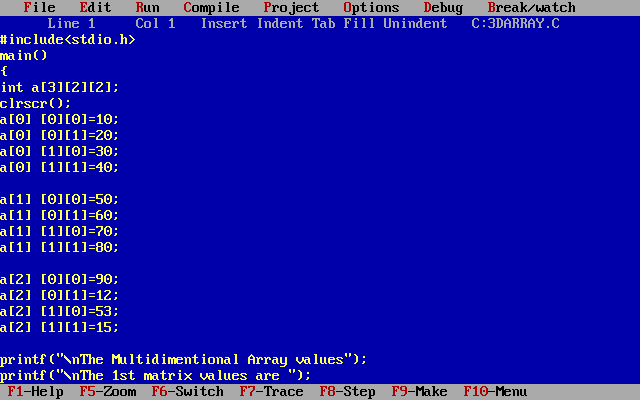 File Edit Run Compile Project Options Debug Break/watch
Line 1 Col 1 Insert Indent Tab Fill Unindent C:3DARRAY.C
#include<stdio.h>
main()
{
int a[3][2][2];
clrscr();
a[0] [0][0]=10;
a[0] [0][1]=20;
a[0] [1][0]=30;
a[0] [1][1]=40;
a[1] [0][0]=50;
a[1] [0][1]=60;
a[1] [1][0]=70;
a[1] [1][1]=80;
a[2] [0][0]=90;
a[2] [0][1]=12;
a[2] [1][0]=53;
a[2] [1][1]=15;
printf("\nThe Multidimentional Array values");
printf("\nThe 1st matrix values are ");
F1-Help F5-Zoom F6-Switch F7-Trace F8-Step F9-Make F10-Menu